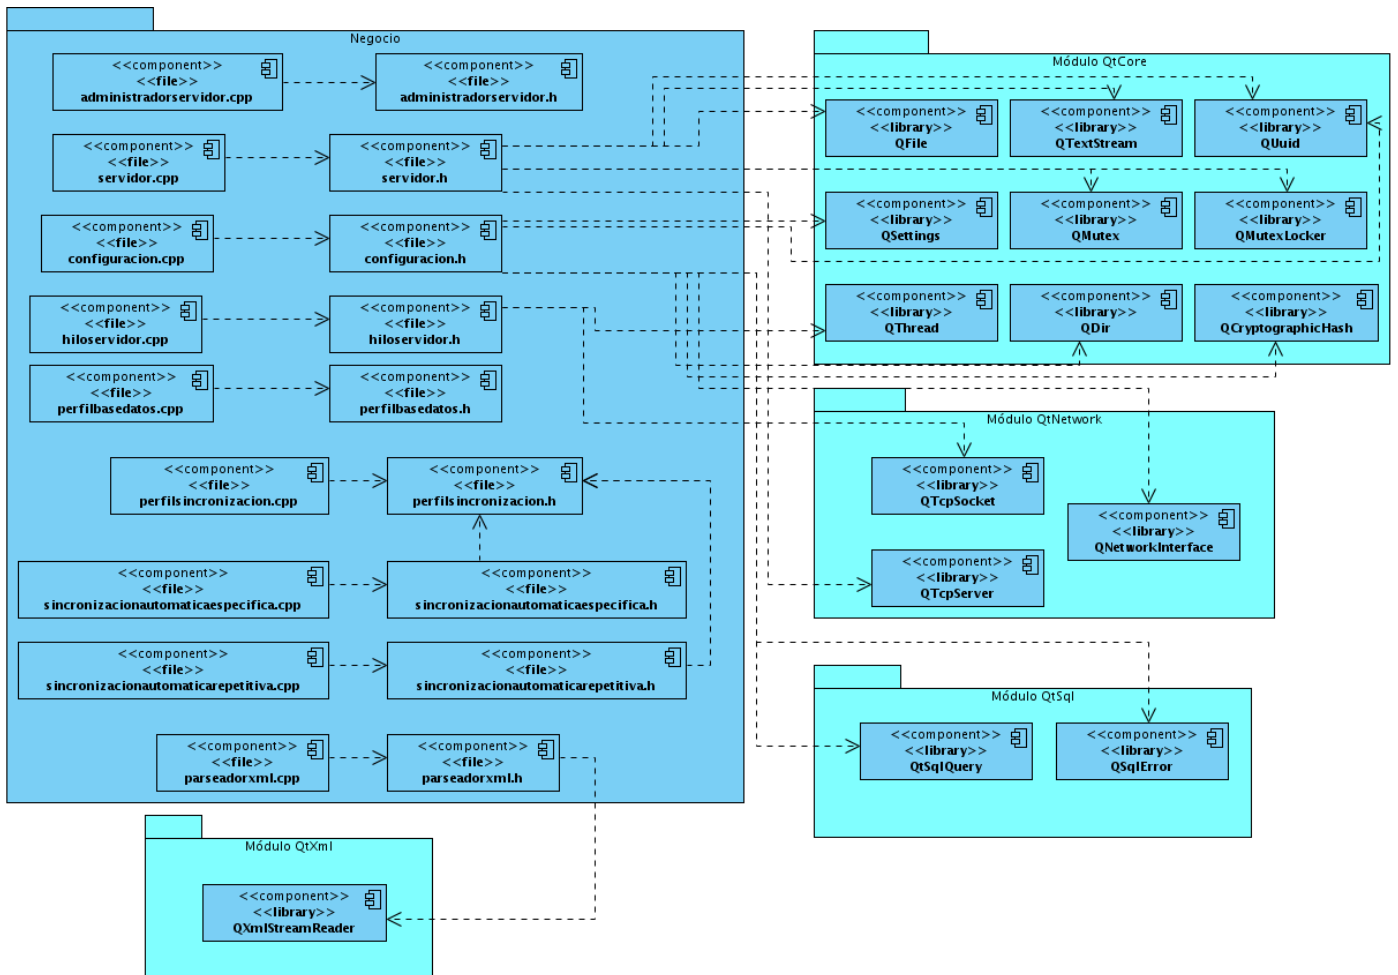 Negocio
<<component>>
<<file>>
administradorservidor.cpp
<<component>>
<<file>>
administradorservidor.h
<<component>>
<<file>>
servidor.cpp
<<component>>
<<file>>
servidor.h
<<component>>
<<file>>
configuracion.cpp
<<component>>
<<file>>
configuracion.h
<<component>>
<<file>>
hiloservidor.cpp
<<component>>
<<file>>
hiloservidor.h
<<component>>
<<file>>
perfilbasedatos.cpp
<<component>>
<<file>>
perfilbasedatos.h
<<component>>
<<file>>
perfilsincronizacion.cpp
<<component>>
<<file>>
perfilsincronización.h
<<component>>
<<file>>
sincronizacionautomaticaespecifica.cpp
<<component>>
<<file>>
sincronizacionautomaticaespecifica.h
<<component>>
<<file>>
sincronizacionautomaticarepetitiva.cpp
<<component>>
<<file>>
sincronizacionautomaticarepetitiva.h
<<component>>
<<file>>
parseadorxml.cpp
<<component>>
<<file>>
parseadorxml.h
Módulo QtCore
<<component>>
<<library>>
QFile
<<component>>
<<library>>
QTextStream
<<component>>
<<library>>
QUuid
<<component>>
<<library>>
QSettings
<<component>>
<<library>>
QMutex
<<component>>
<<library>>
QMutexLocker
<<component>>
<<library>>
QThread
<<component>>
<<library>>
QDir
<<component>>
<<library>>
QCryptographicHash
Módulo QtNetwork
<<component>>
<<library>>
QTcpSocket
<<component>>
<<library>>
QNetworkInterface
<<component>>
<<library>>
QTcpServer
Módulo QtSql
<<component>>
<<library>>
QtSqlQuery
<<component>>
<<library>>
QSqlError
Módulo QtXml
<<component>>
<<library>>
QXmlStreamReader